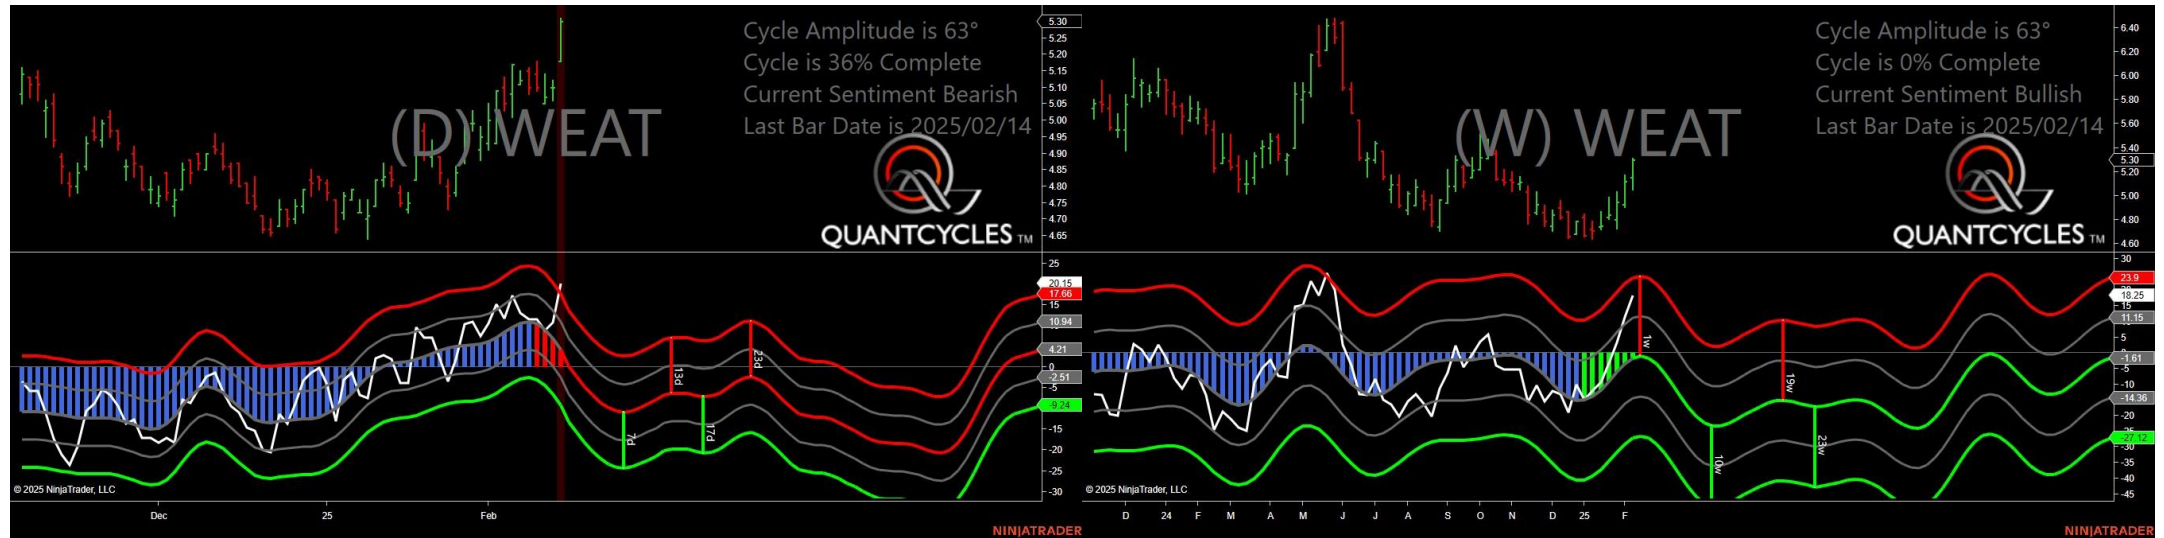 Cycle Amplitude is 63°
Cycle is 36% Complete
Current Sentiment Bearish
Last Bar Date is 2025/02/14
(D) WEAT
QUANTCYCLES TM
5.30
5.25
5.20
5.15
5.10
5.05
5.00
4.95
4.90
4.85
4.80
4.75
4.70
4.65
25
20.15
17.66
15
10.94
4.21
0
-2.51
-5
-9.24
-15
-20
-25
-30
7d
13d
17d
23d
© 2025 NinjaTrader, LLC
Dec
25
Feb
NINJATRADER
Cycle Amplitude is 63°
Cycle is 0% Complete
Current Sentiment Bullish
Last Bar Date is 2025/02/14
(W) WEAT
QUANTCYCLES TM
6.40
6.20
6.00
5.80
5.60
5.40
5.30
5.20
5.00
4.80
4.60
30
23.9
18.25
15
11.15
5
-1.61
-5
-10
-14.36
-20
-27.12
-30
-35
-40
-45
1w
10w
19w
23w
© 2025 NinjaTrader, LLC
D
24
F
M
A
M
J
J
A
S
O
N
D
25
F
NINJATRADER